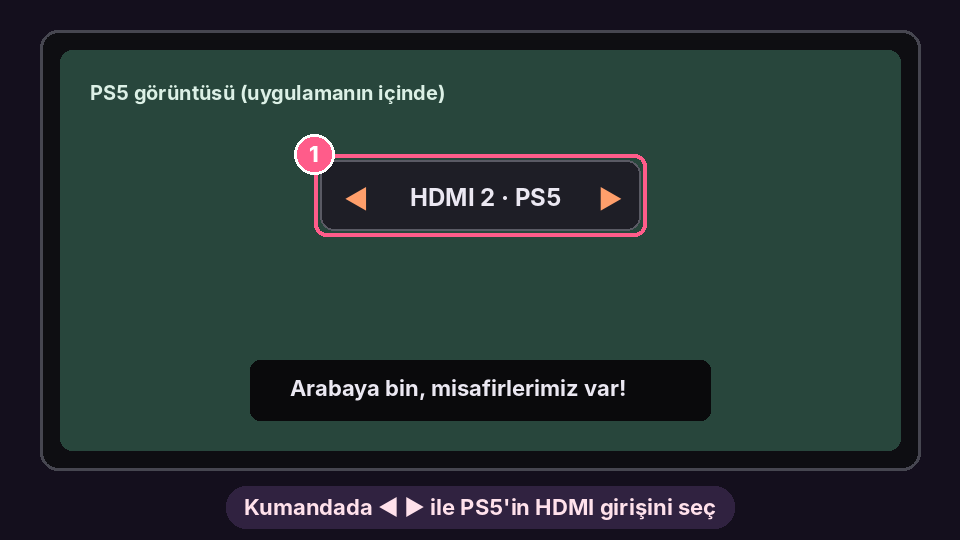 PS5 görüntüsü (uygulamanın içinde)
1
◀ HDMI 2 · PS5 ▶
Arabaya bin, misafirlerimiz var!
Kumandada ◀ ▶ ile PS5'in HDMI girişini seç